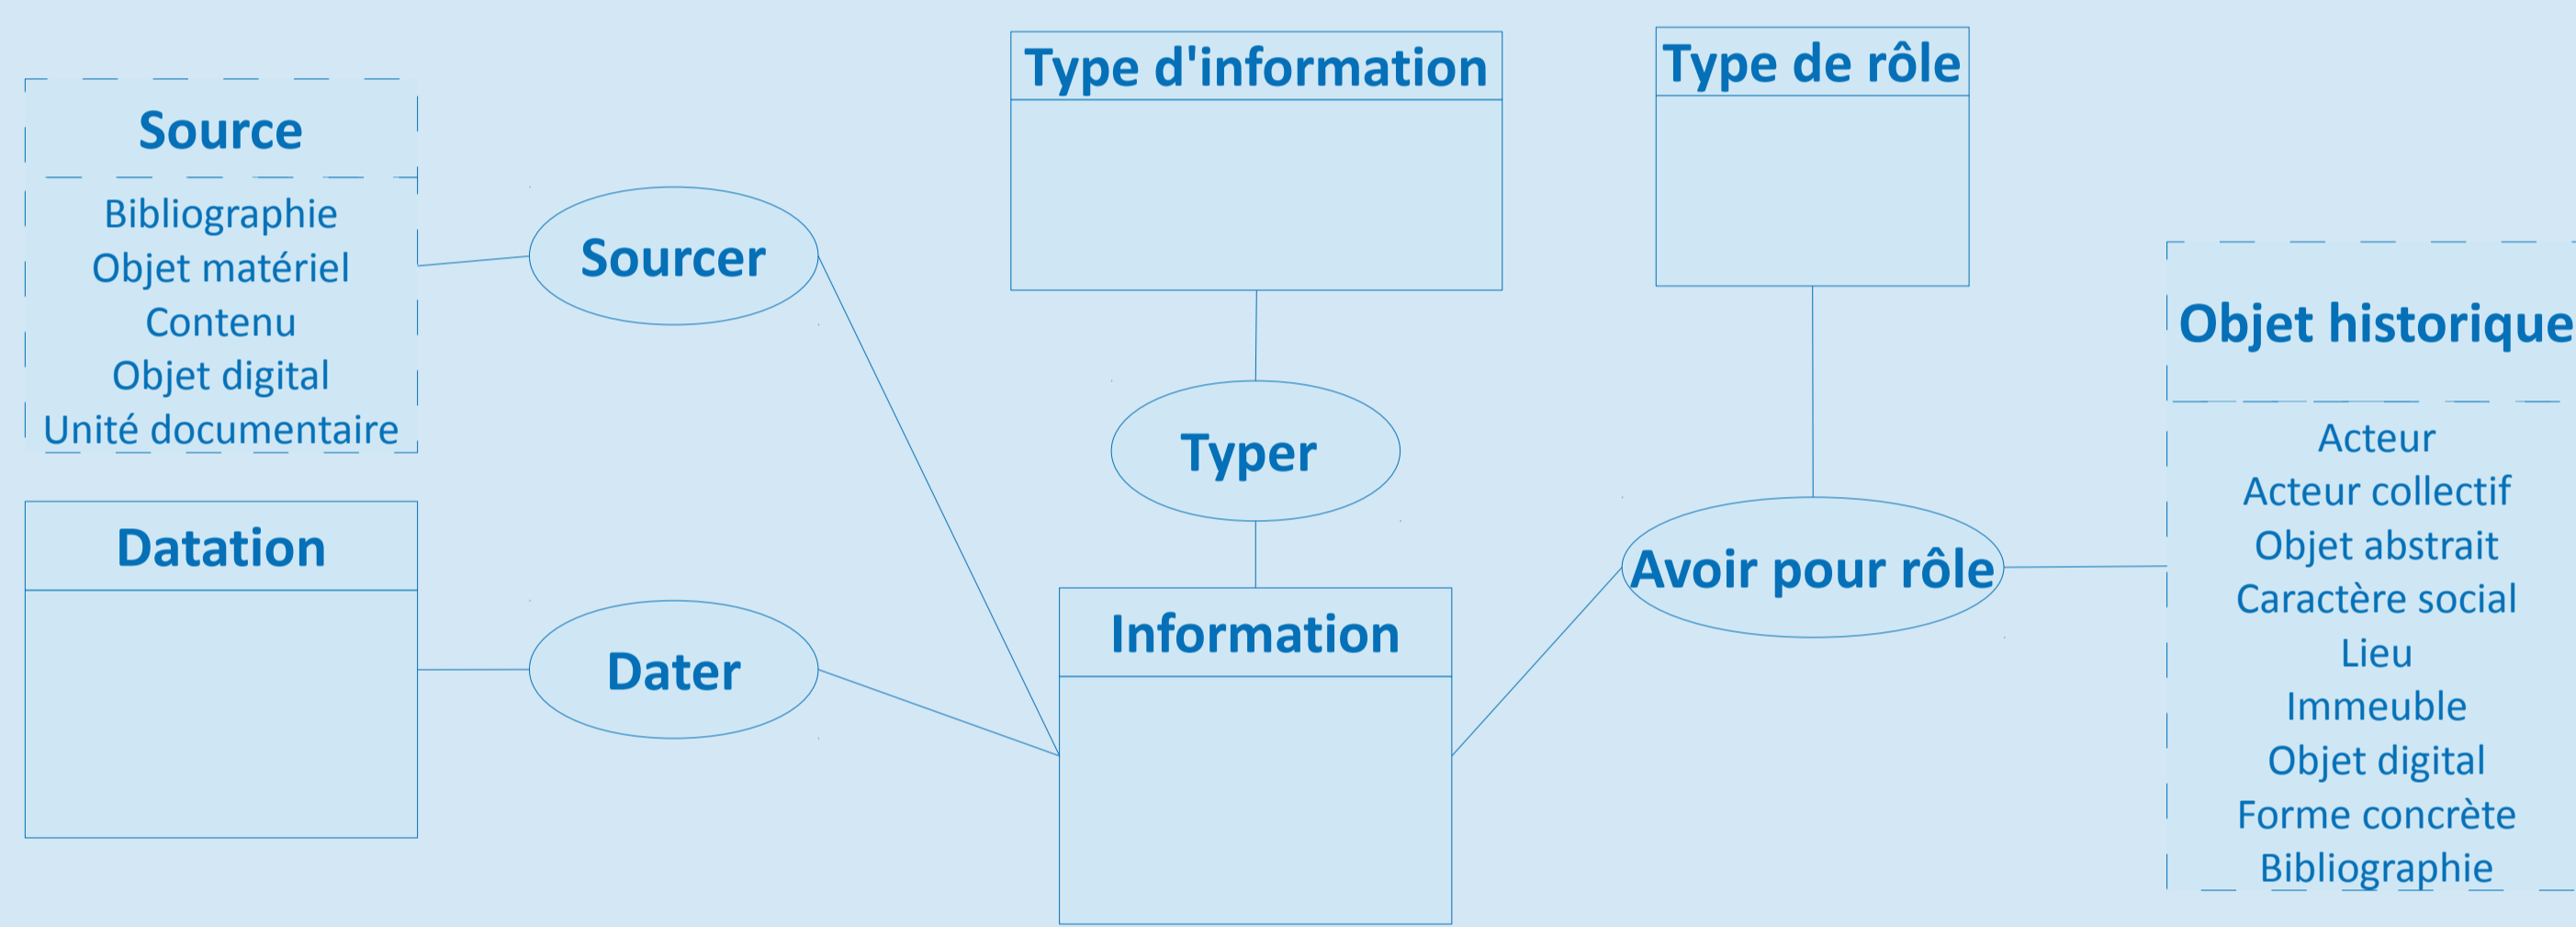 Source
Bibliographie
Objet matériel
Contenu
Objet digital
Unité documentaire
Sourcer
Datation
Dater
Type d'information
Typer
Information
Type de rôle
Avoir pour rôle
Objet historique
Acteur
Acteur collectif
Objet abstrait
Caractère social
Lieu
Immeuble
Objet digital
Forme concrète
Bibliographie